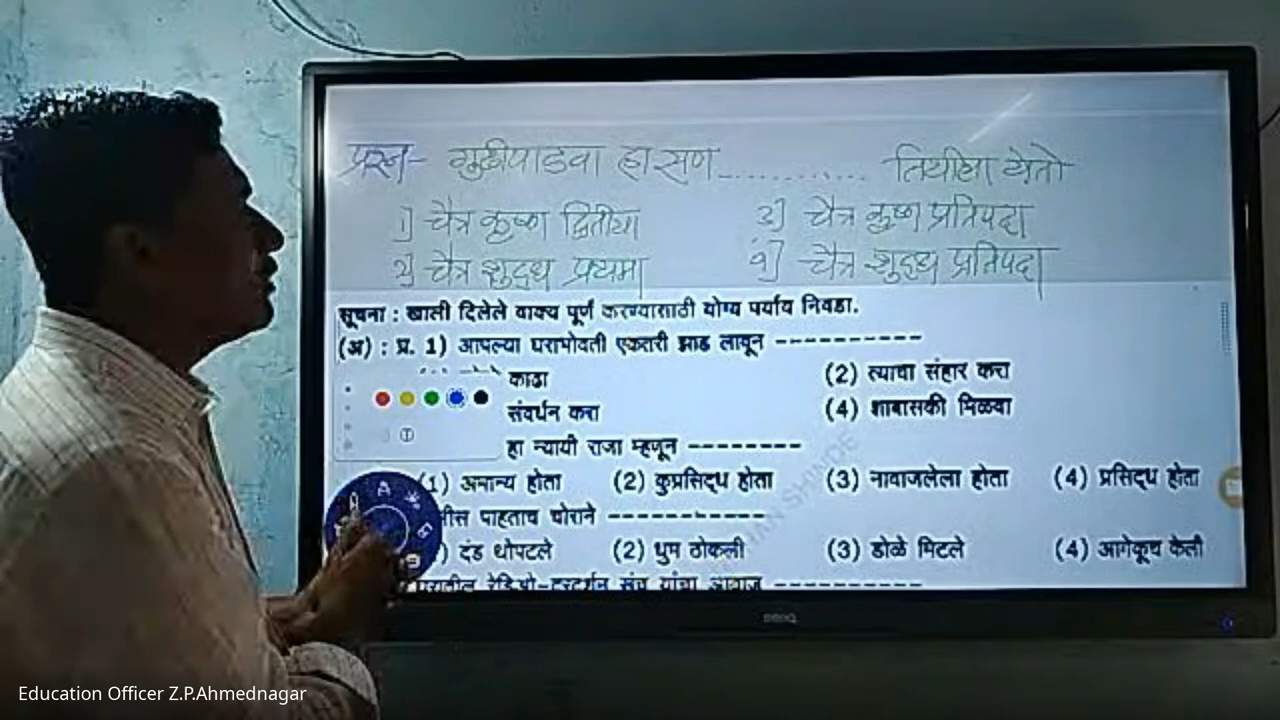 प्रश्न- गुढीपाडवा हा सण ............ तिथीला येतो
1] चैत्र कृष्ण द्वितीया 3] चैत्र कृष्ण प्रतिपदा
2] चैत्र शुद्ध प्रथमा 4] चैत्र शुद्ध प्रतिपदा
सूचना : खाली दिलेले वाक्य पूर्ण करण्यासाठी योग्य पर्याय निवडा.
(अ) : प्र. 1) आपल्या घराभोवती एकतरी झाड लावून ----------
काढा (2) त्याचा संहार करा
संवर्धन करा (4) शाबासकी मिळवा
हा न्यायी राजा म्हणून --------
(1) अमान्य होता (2) कुप्रसिद्ध होता (3) नावाजलेला होता (4) प्रसिद्ध होता
पाहताच चोराने -----------
दंड थोपटले (2) धुम ठोकली (3) डोळे मिटले (4) आगेकूच केली
BENQ
Education Officer Z.P.Ahmednagar